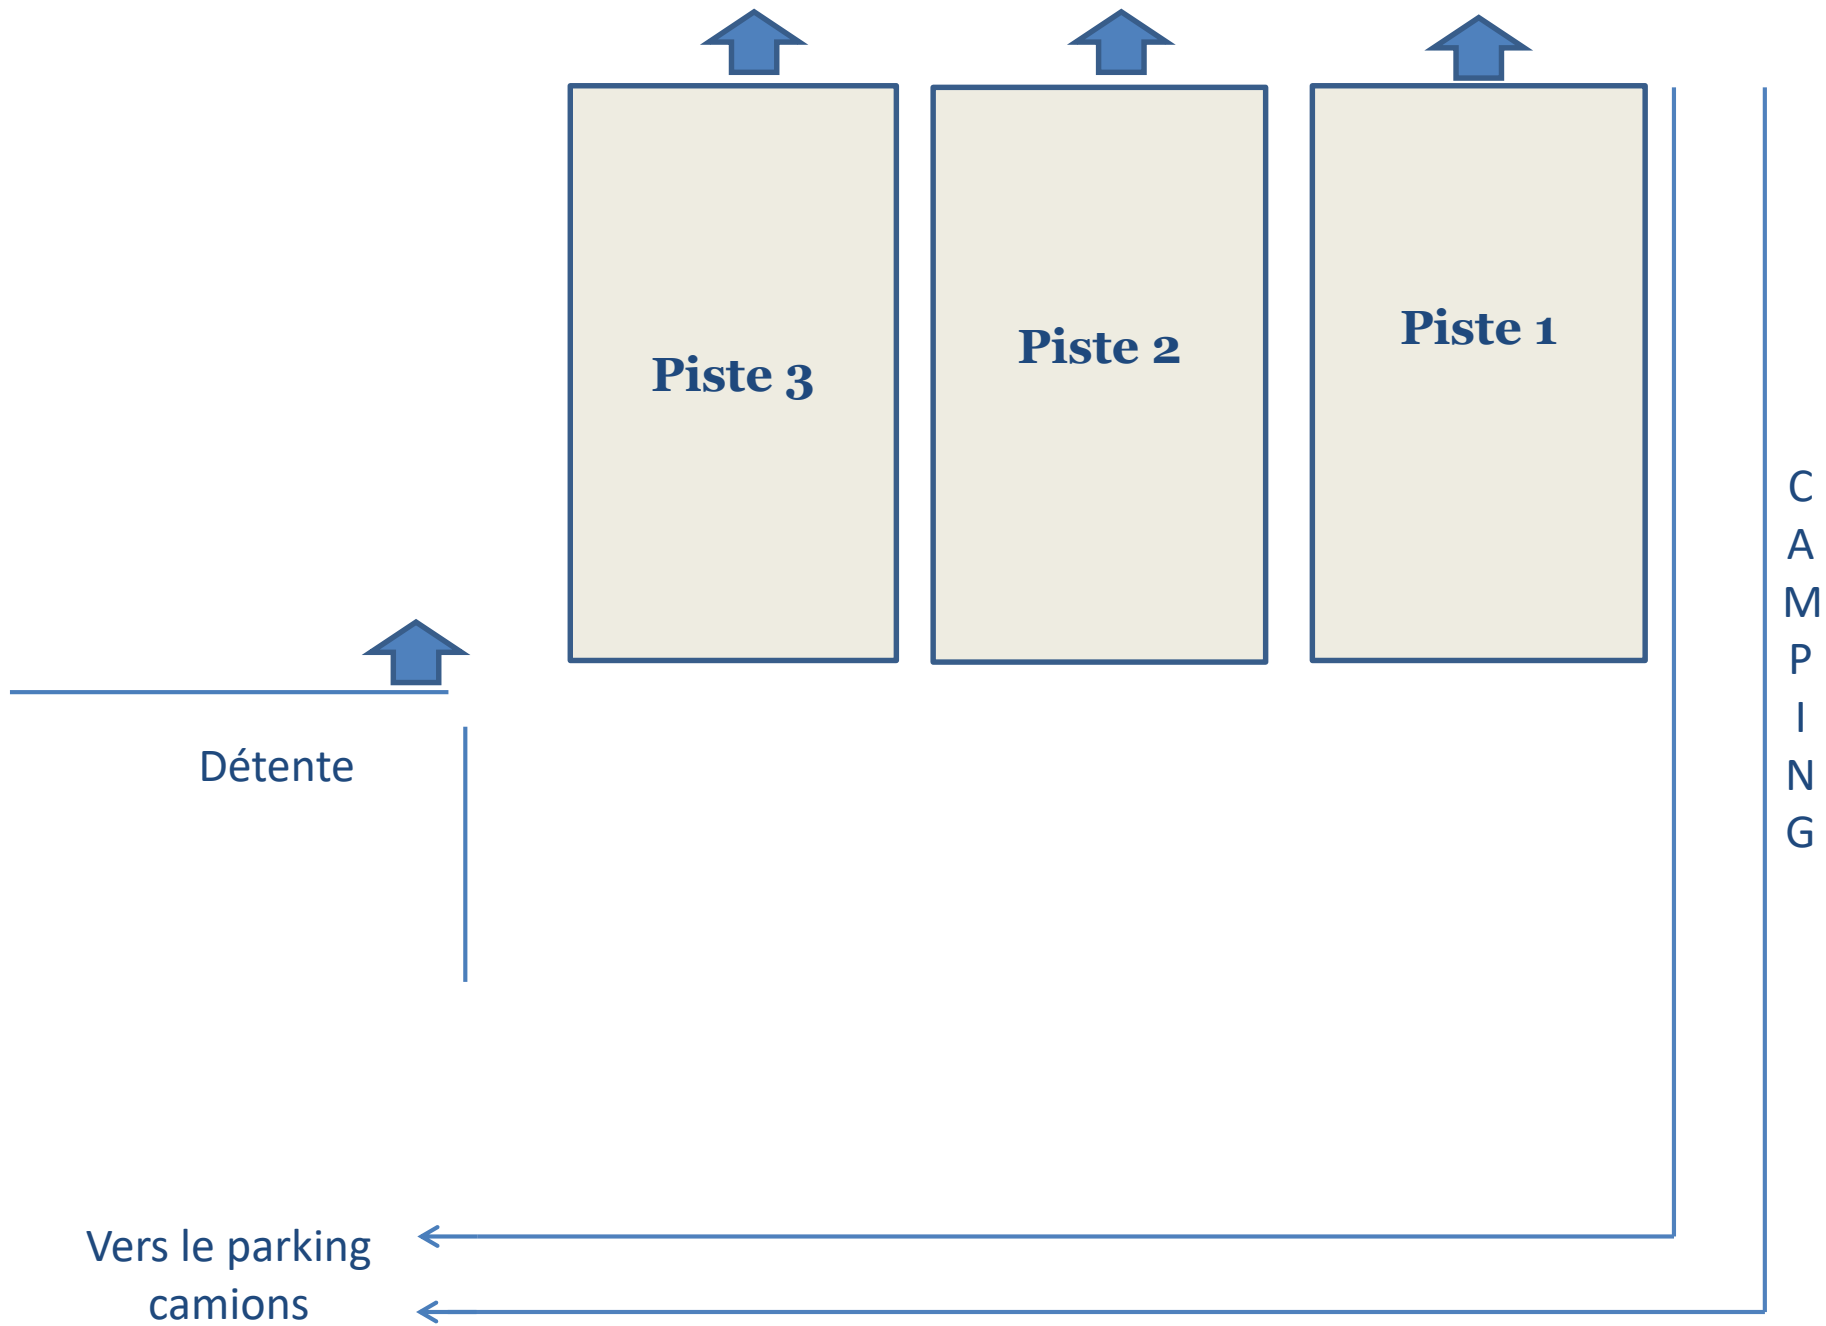 Piste 3
Piste 2
Piste 1
C
A
M
P
I
N
G
Détente
Vers le parking
camions